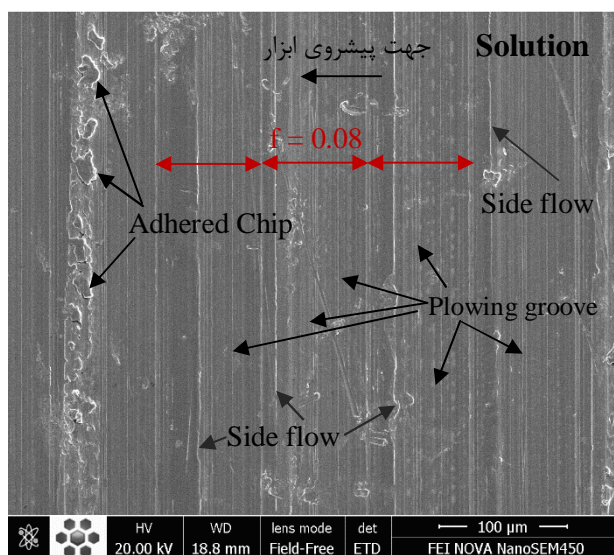 جهت پیشروی ابزار
Solution
f = 0.08
Side flow
Adhered Chip
Plowing groove
Side flow
HV
WD
lens mode
det
100 µm
20.00 kV
18.8 mm
Field-Free
ETD
FEI NOVA NanoSEM450